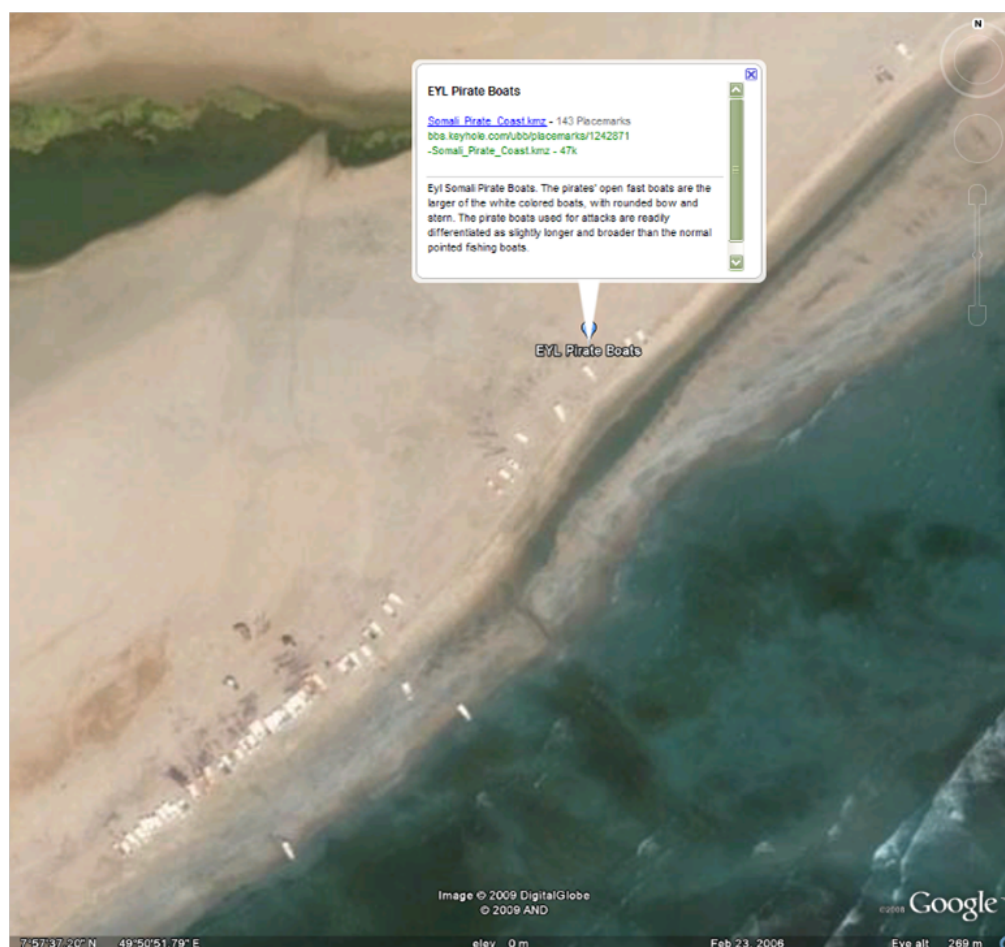 N
EYL Pirate Boats
Somali_Pirate_Coast.kmz - 143 Placemarks
bbs.keyhole.com/ubb/placemarks/1242871
-Somali_Pirate_Coast.kmz - 47k
Eyl Somali Pirate Boats. The pirates' open fast boats are the
larger of the white colored boats, with rounded bow and
stern. The pirate boats used for attacks are readily
differentiated as slightly longer and broader than the normal
pointed fishing boats.
EYL Pirate Boats
Image © 2009 DigitalGlobe
© 2009 AND
©2008 Google
7°57'37.20" N 49°50'51.79" E elev 0 m Feb 23, 2006 Eye alt 269 m